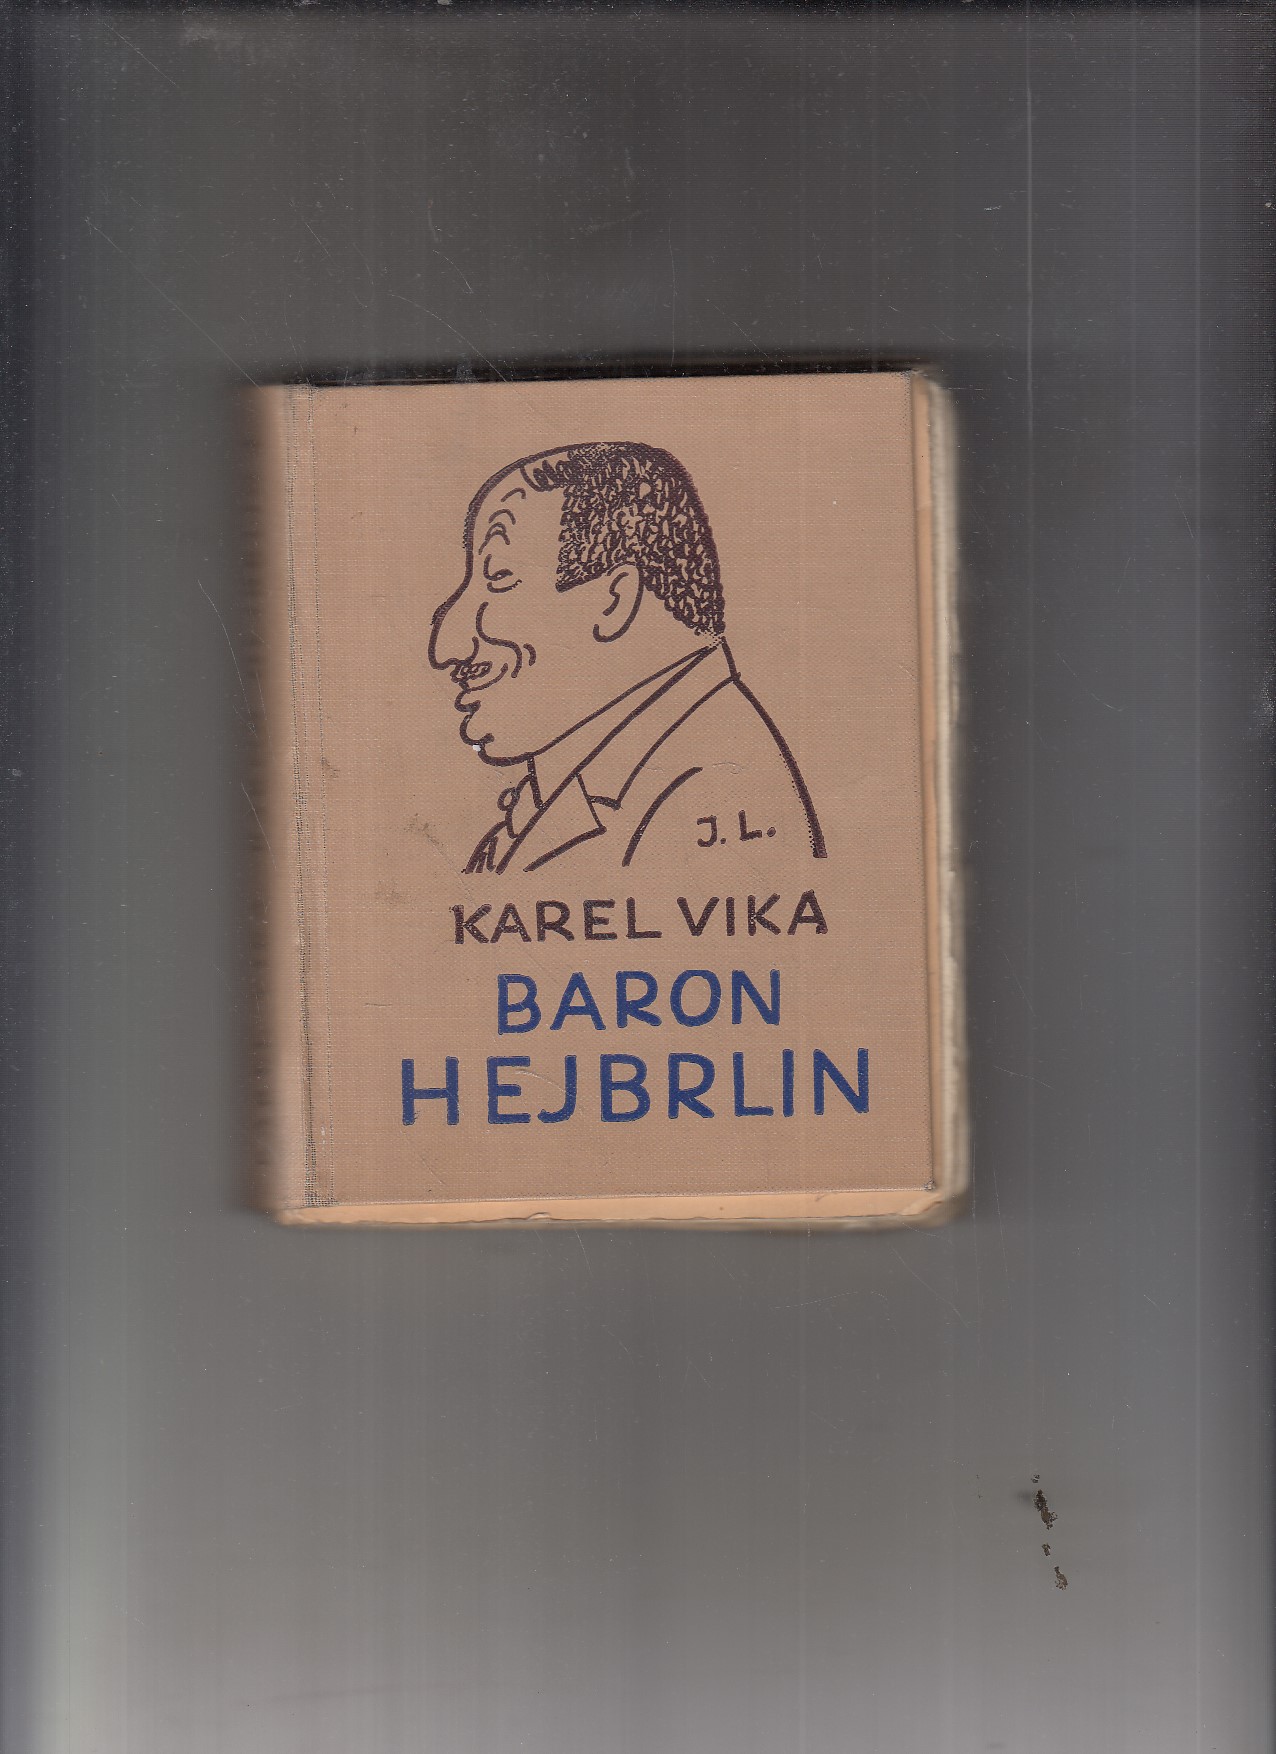 J. L.
KAREL VIKA
BARON
HEJBRLIN